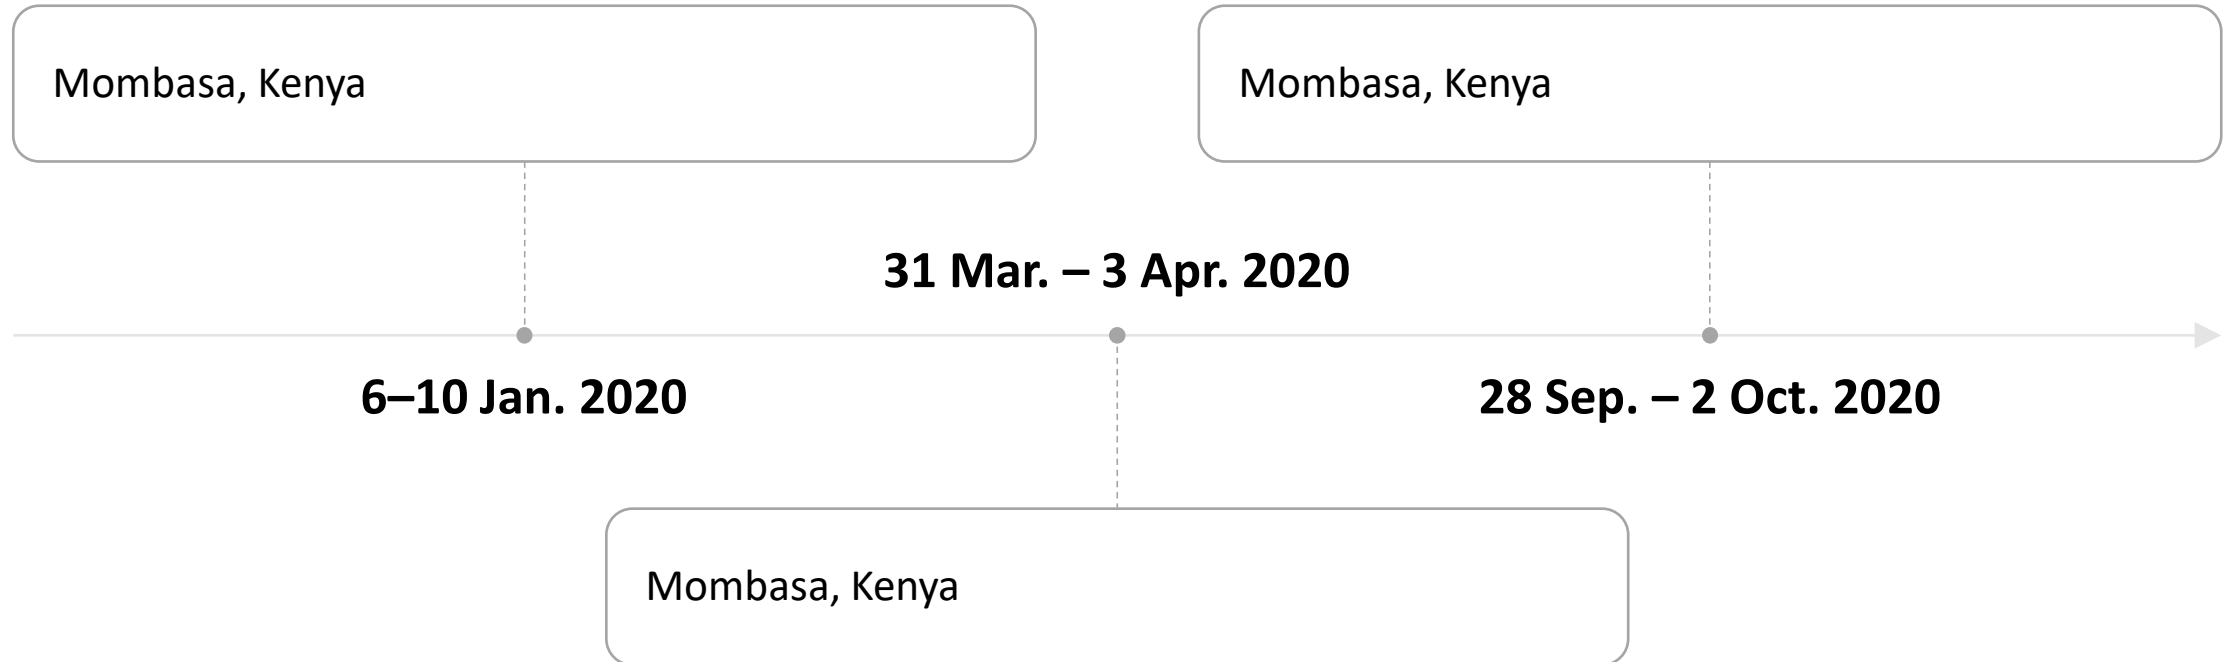 Mombasa, Kenya
Mombasa, Kenya
31 Mar. – 3 Apr. 2020
6–10 Jan. 2020
28 Sep. – 2 Oct. 2020
Mombasa, Kenya